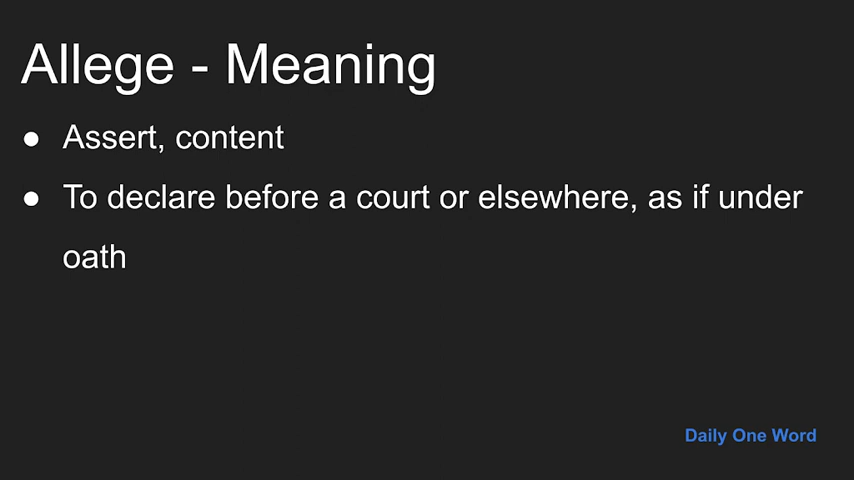 Allege - Meaning
● Assert, content
● To declare before a court or elsewhere, as if under
oath
Daily One Word